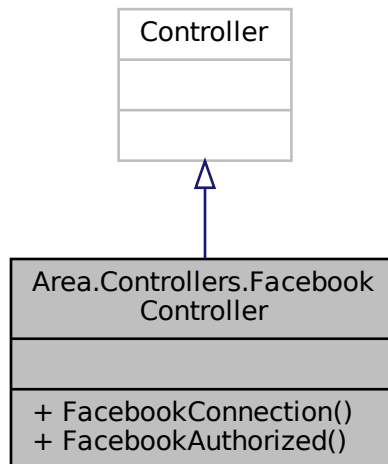 Controller
Area.Controllers.Facebook
Controller
+ FacebookConnection()
+ FacebookAuthorized()